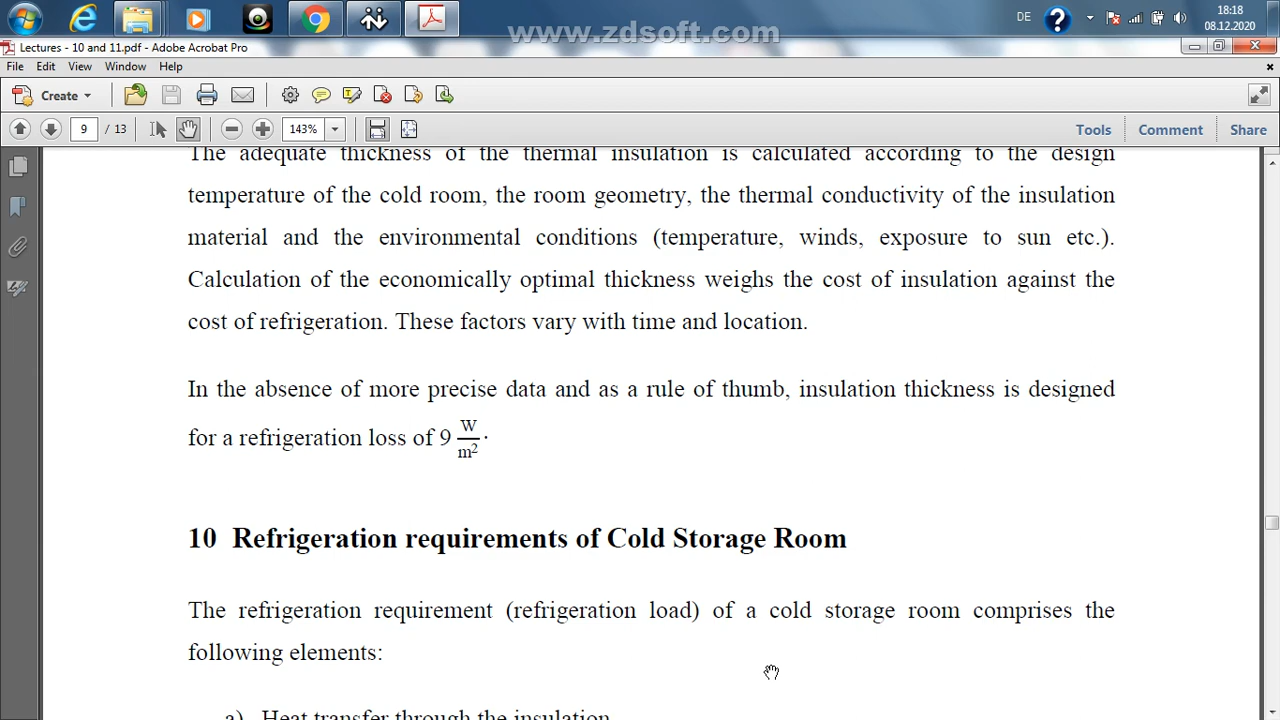 DE
18:18
08.12.2020
www.zdsoft.com
Lectures - 10 and 11.pdf - Adobe Acrobat Pro
File Edit View Window Help
Create
9 / 13 143% Tools Comment Share
The adequate thickness of the thermal insulation is calculated according to the design
temperature of the cold room, the room geometry, the thermal conductivity of the insulation
material and the environmental conditions (temperature, winds, exposure to sun etc.).
Calculation of the economically optimal thickness weighs the cost of insulation against the
cost of refrigeration. These factors vary with time and location.
In the absence of more precise data and as a rule of thumb, insulation thickness is designed
for a refrigeration loss of 9 W/m².
10 Refrigeration requirements of Cold Storage Room
The refrigeration requirement (refrigeration load) of a cold storage room comprises the
following elements:
a) Heat transfer through the insulation